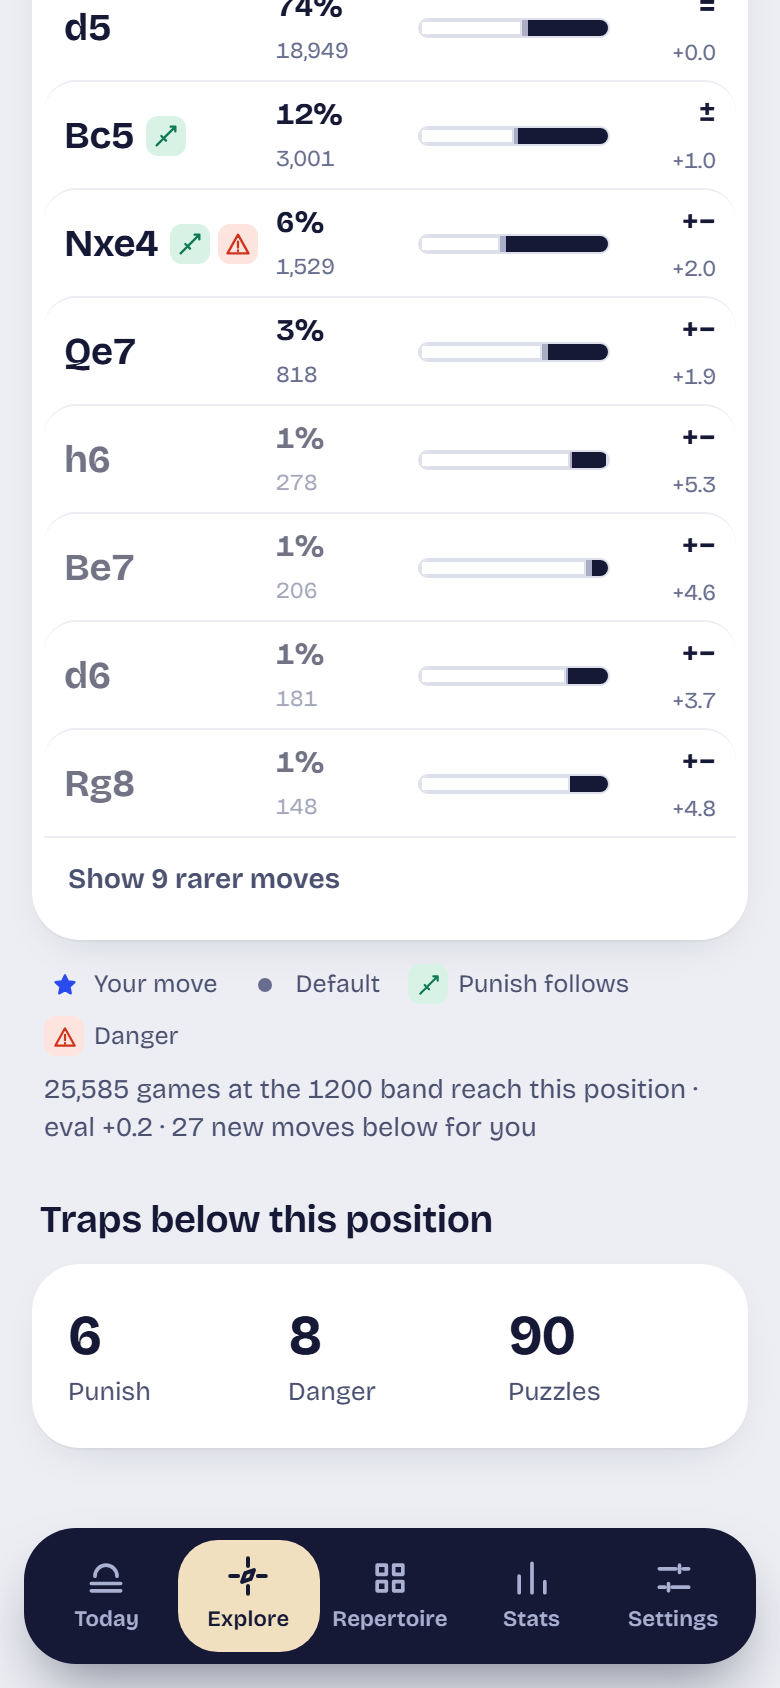 d5 74% =
18,949 +0.0
Bc5 12% ±
3,001 +1.0
Nxe4 6% +−
1,529 +2.0
Qe7 3% +−
818 +1.9
h6 1% +−
278 +5.3
Be7 1% +−
206 +4.6
d6 1% +−
181 +3.7
Rg8 1% +−
148 +4.8
Show 9 rarer moves
Your move Default Punish follows
Danger
25,585 games at the 1200 band reach this position ·
eval +0.2 · 27 new moves below for you
Traps below this position
6 8 90
Punish Danger Puzzles
Today Explore Repertoire Stats Settings